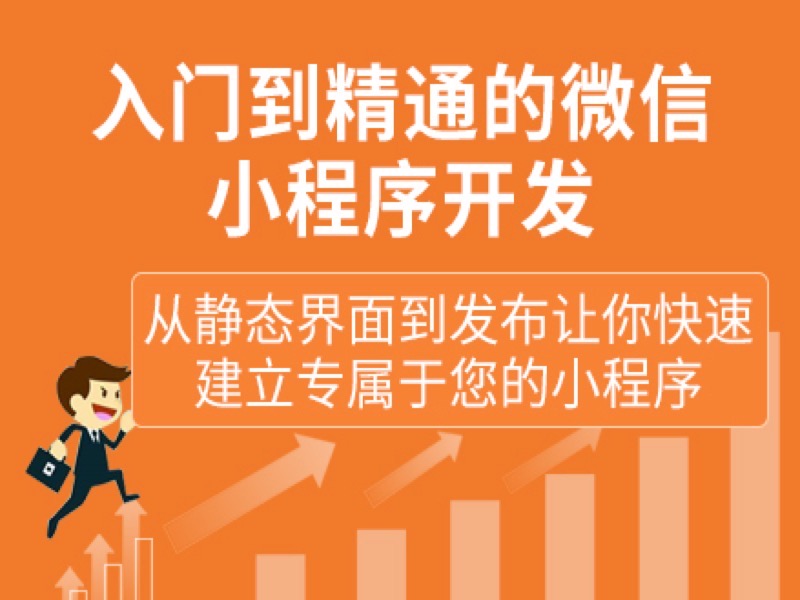 入门到精通的微信
小程序开发
从静态界面到发布让你快速
建立专属于您的小程序